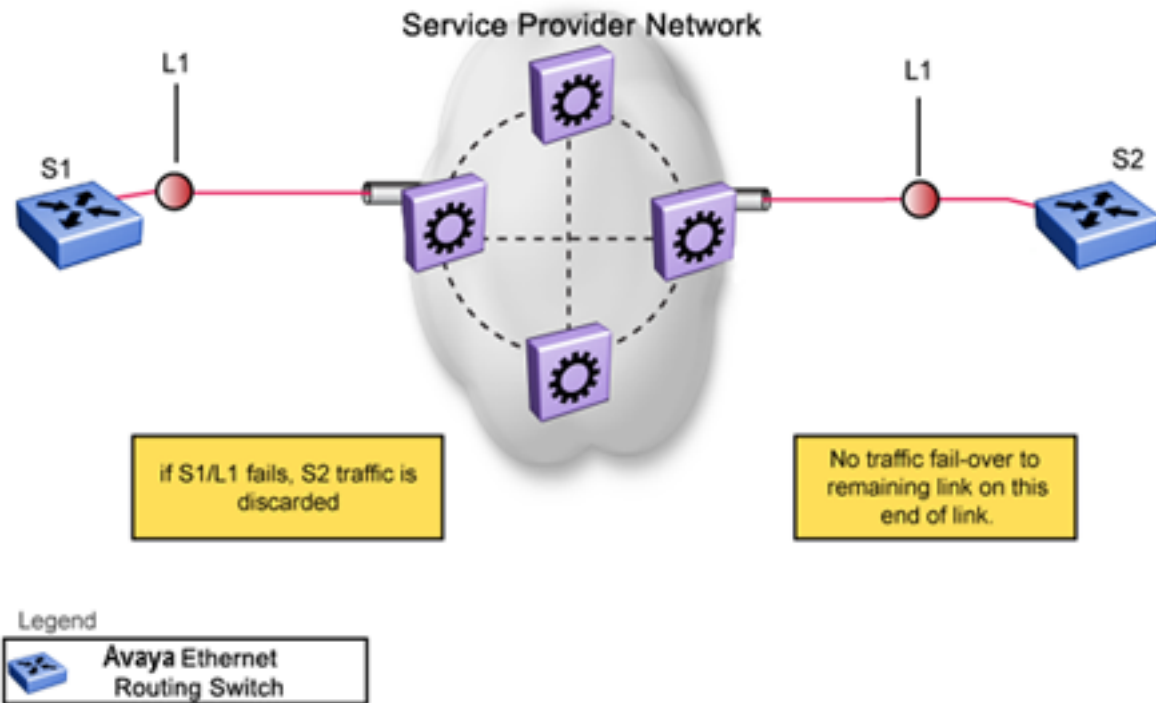 Service Provider Network
L1
L1
S1
S2
if S1/L1 fails, S2 traffic is
discarded
No traffic fail-over to
remaining link on this
end of link.
Legend
Avaya Ethernet
Routing Switch